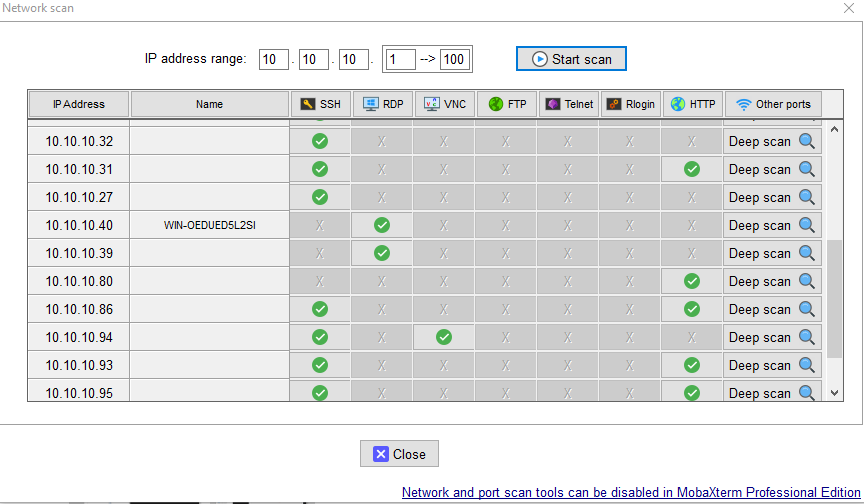 Network scan
IP address range: 10 . 10 . 10 . 1 --> 100 Start scan
IP Address Name SSH RDP VNC FTP Telnet Rlogin HTTP Other ports
10.10.10.32 X X X X X X Deep scan
10.10.10.31 X X X X X Deep scan
10.10.10.27 X X X X X X Deep scan
10.10.10.40 WIN-OEDUED5L2SI X X X X X X Deep scan
10.10.10.39 X X X X X X Deep scan
10.10.10.80 X X X X X X Deep scan
10.10.10.86 X X X X X Deep scan
10.10.10.94 X X X X X Deep scan
10.10.10.93 X X X X X Deep scan
10.10.10.95 X X X X X Deep scan
Close
Network and port scan tools can be disabled in MobaXterm Professional Edition